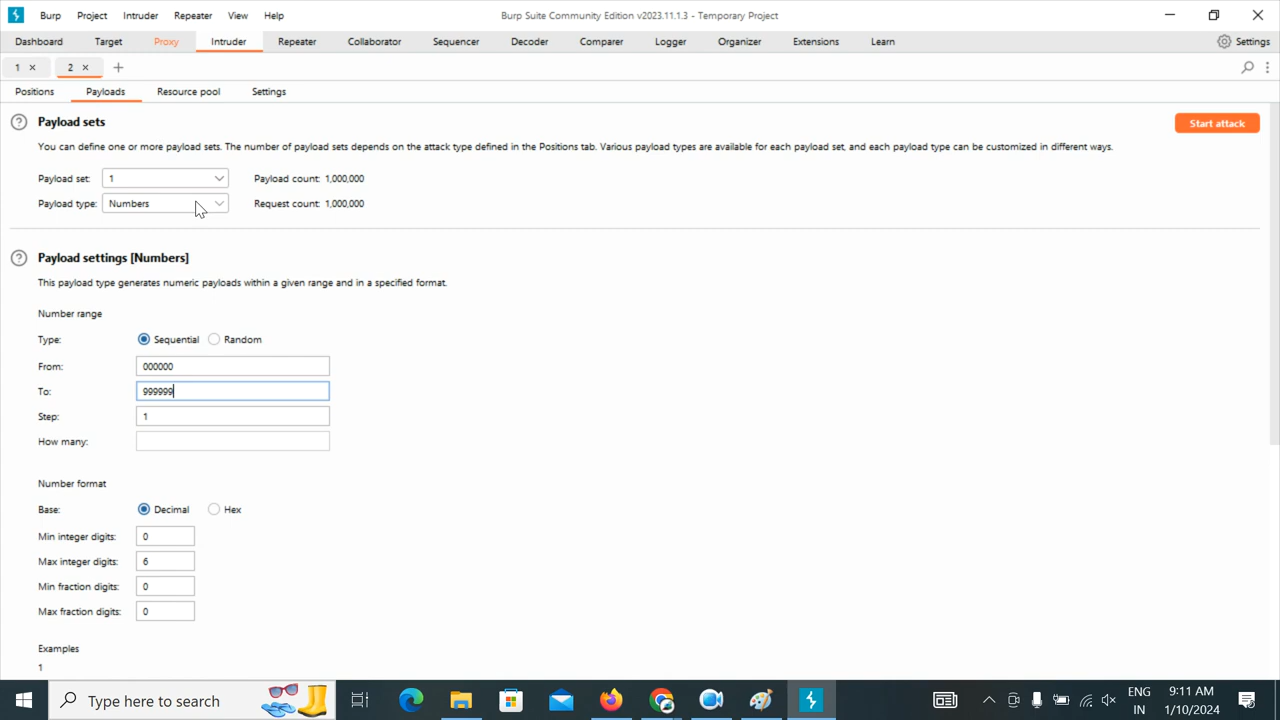 Burp Project Intruder Repeater View Help Burp Suite Community Edition v2023.11.1.3 - Temporary Project
Dashboard Target Proxy Intruder Repeater Collaborator Sequencer Decoder Comparer Logger Organizer Extensions Learn Settings
1 × 2 × +
Positions Payloads Resource pool Settings
? Payload sets Start attack
You can define one or more payload sets. The number of payload sets depends on the attack type defined in the Positions tab. Various payload types are available for each payload set, and each payload type can be customized in different ways.
Payload set: 1 Payload count: 1,000,000
Payload type: Numbers Request count: 1,000,000
? Payload settings [Numbers]
This payload type generates numeric payloads within a given range and in a specified format.
Number range
Type: Sequential Random
From: 000000
To: 999999
Step: 1
How many:
Number format
Base: Decimal Hex
Min integer digits: 0
Max integer digits: 6
Min fraction digits: 0
Max fraction digits: 0
Examples
1
Type here to search ENG IN 9:11 AM 1/10/2024